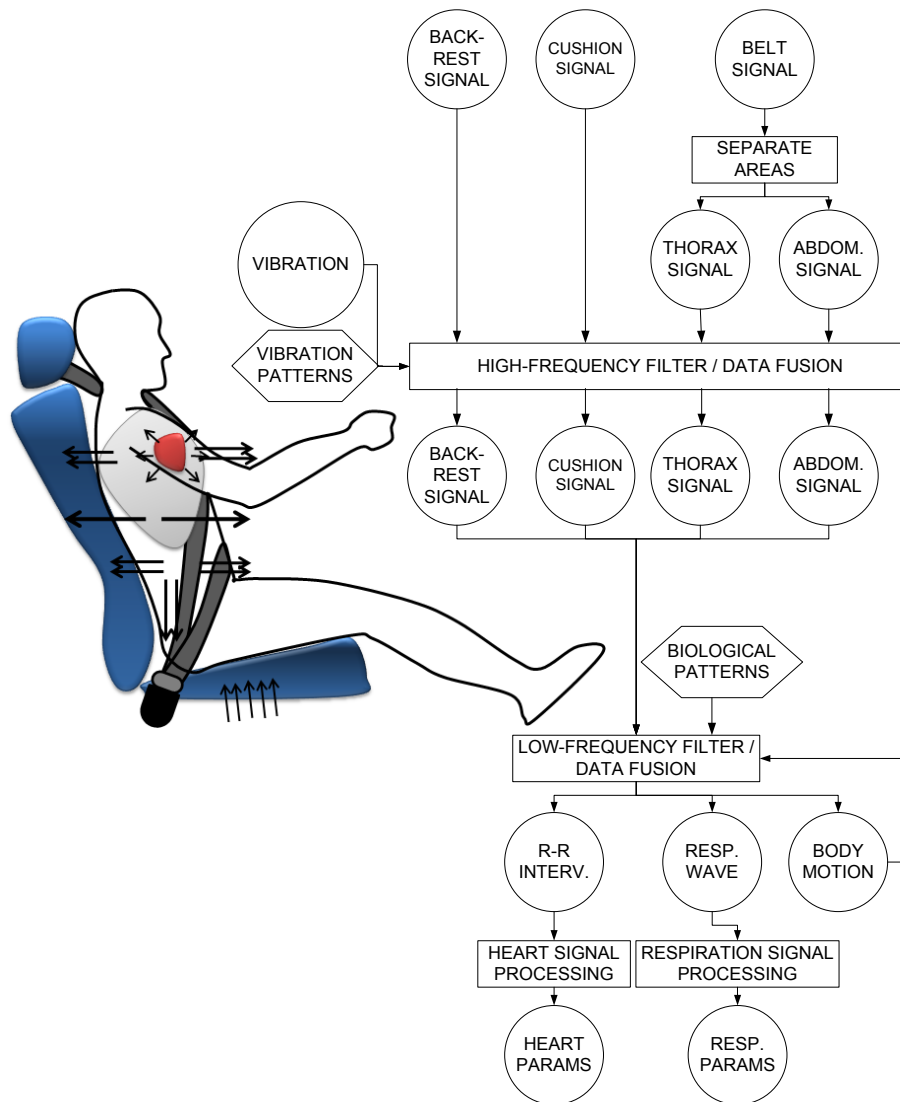 BACK-
REST
SIGNAL
CUSHION
SIGNAL
BELT
SIGNAL
SEPARATE
AREAS
THORAX
SIGNAL
ABDOM.
SIGNAL
VIBRATION
VIBRATION
PATTERNS
HIGH-FREQUENCY FILTER / DATA FUSION
BACK-
REST
SIGNAL
CUSHION
SIGNAL
THORAX
SIGNAL
ABDOM.
SIGNAL
BIOLOGICAL
PATTERNS
LOW-FREQUENCY FILTER /
DATA FUSION
R-R
INTERV.
RESP.
WAVE
BODY
MOTION
HEART SIGNAL
PROCESSING
RESPIRATION SIGNAL
PROCESSING
HEART
PARAMS
RESP.
PARAMS